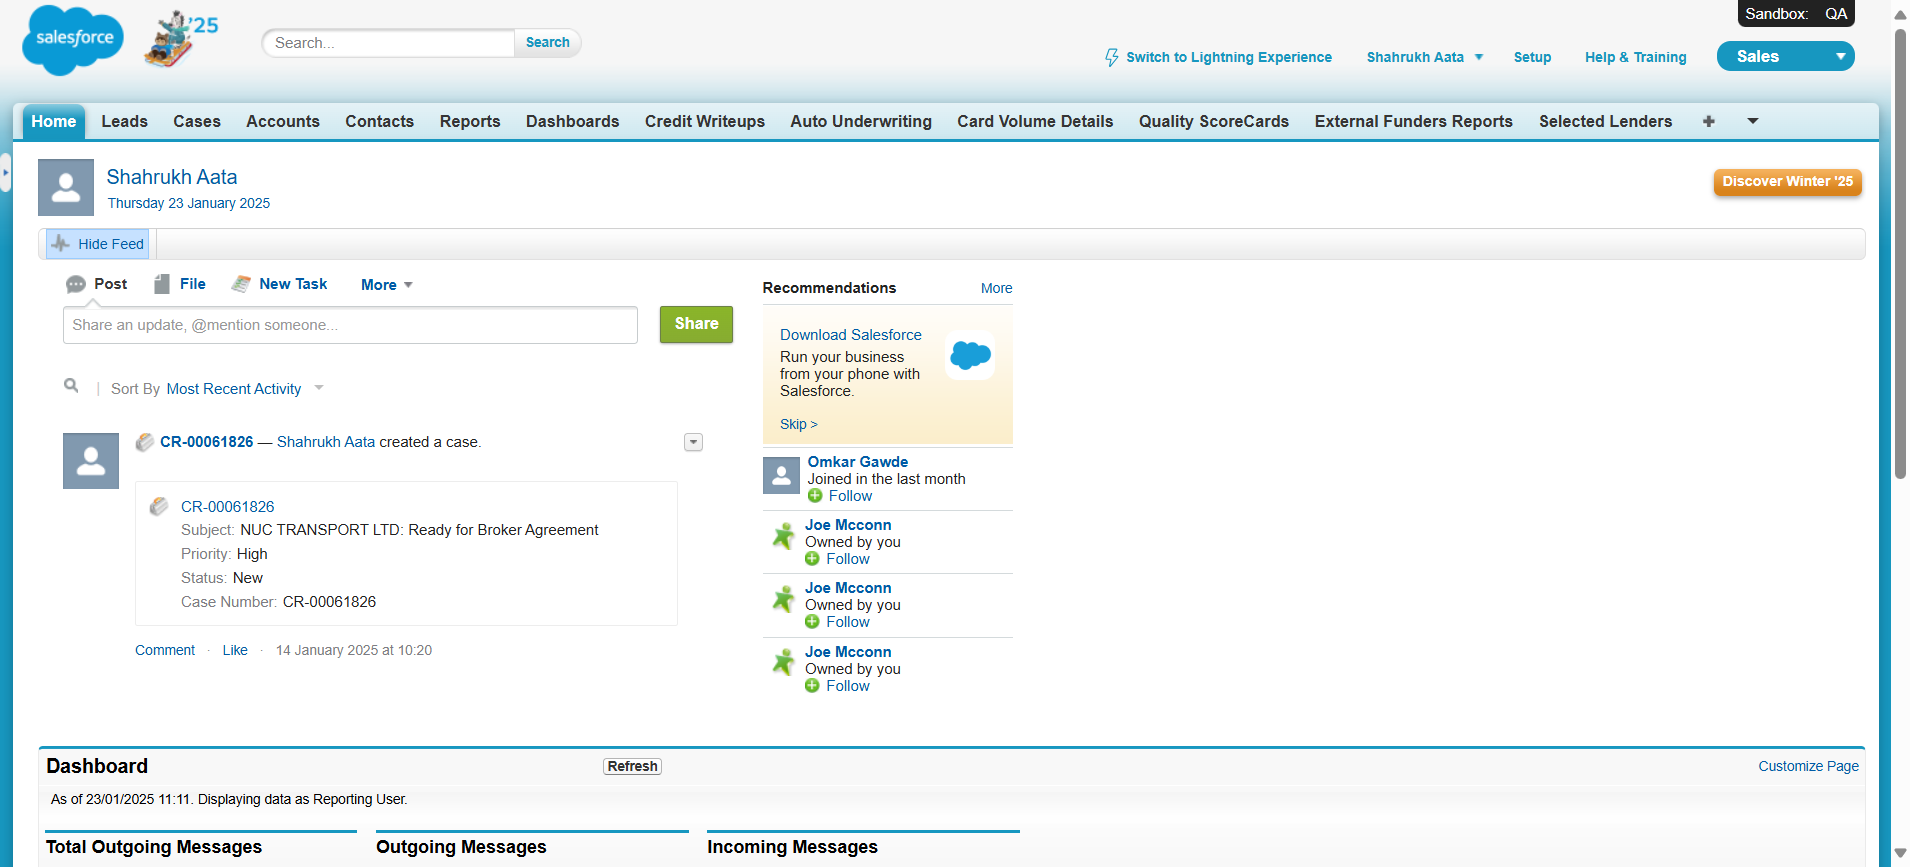 Sandbox: QA
salesforce
'25
Search...
Search
Switch to Lightning Experience
Shahrukh Aata
Setup
Help & Training
Sales
Home
Leads
Cases
Accounts
Contacts
Reports
Dashboards
Credit Writeups
Auto Underwriting
Card Volume Details
Quality ScoreCards
External Funders Reports
Selected Lenders
Shahrukh Aata
Thursday 23 January 2025
Discover Winter '25
Hide Feed
Post
File
New Task
More
Share an update, @mention someone...
Share
Sort By Most Recent Activity
CR-00061826 — Shahrukh Aata created a case.
CR-00061826
Subject: NUC TRANSPORT LTD: Ready for Broker Agreement
Priority: High
Status: New
Case Number: CR-00061826
Comment · Like · 14 January 2025 at 10:20
Recommendations
More
Download Salesforce
Run your business
from your phone with
Salesforce.
Skip >
Omkar Gawde
Joined in the last month
Follow
Joe Mcconn
Owned by you
Follow
Joe Mcconn
Owned by you
Follow
Joe Mcconn
Owned by you
Follow
Dashboard
Refresh
Customize Page
As of 23/01/2025 11:11. Displaying data as Reporting User.
Total Outgoing Messages
Outgoing Messages
Incoming Messages